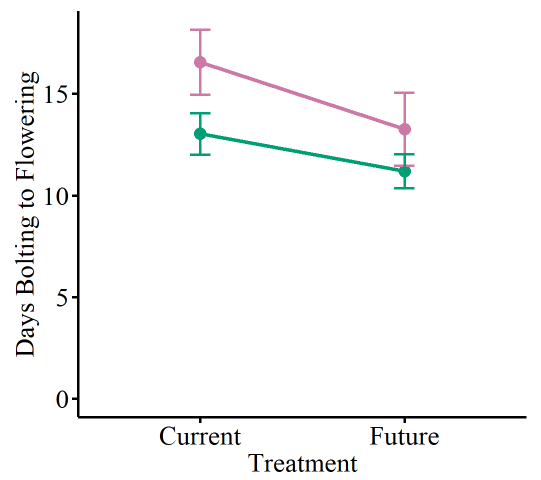 Days Bolting to Flowering
15
10
5
0
Current Future
Treatment